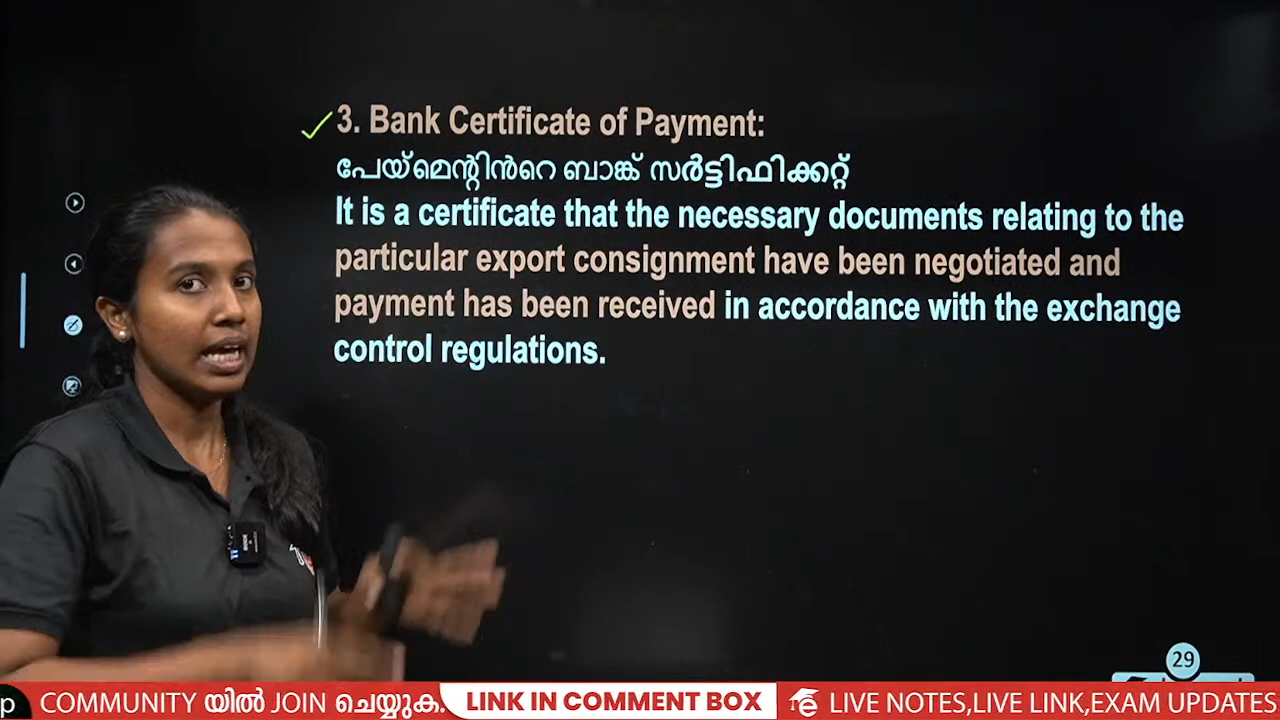 3. Bank Certificate of Payment:
പേയ്മെന്റിൻറെ ബാങ്ക് സർട്ടിഫിക്കറ്റ്
It is a certificate that the necessary documents relating to the
particular export consignment have been negotiated and
payment has been received in accordance with the exchange
control regulations.
29
p COMMUNITY യിൽ JOIN ചെയ്യുക. LINK IN COMMENT BOX LIVE NOTES,LIVE LINK,EXAM UPDATES